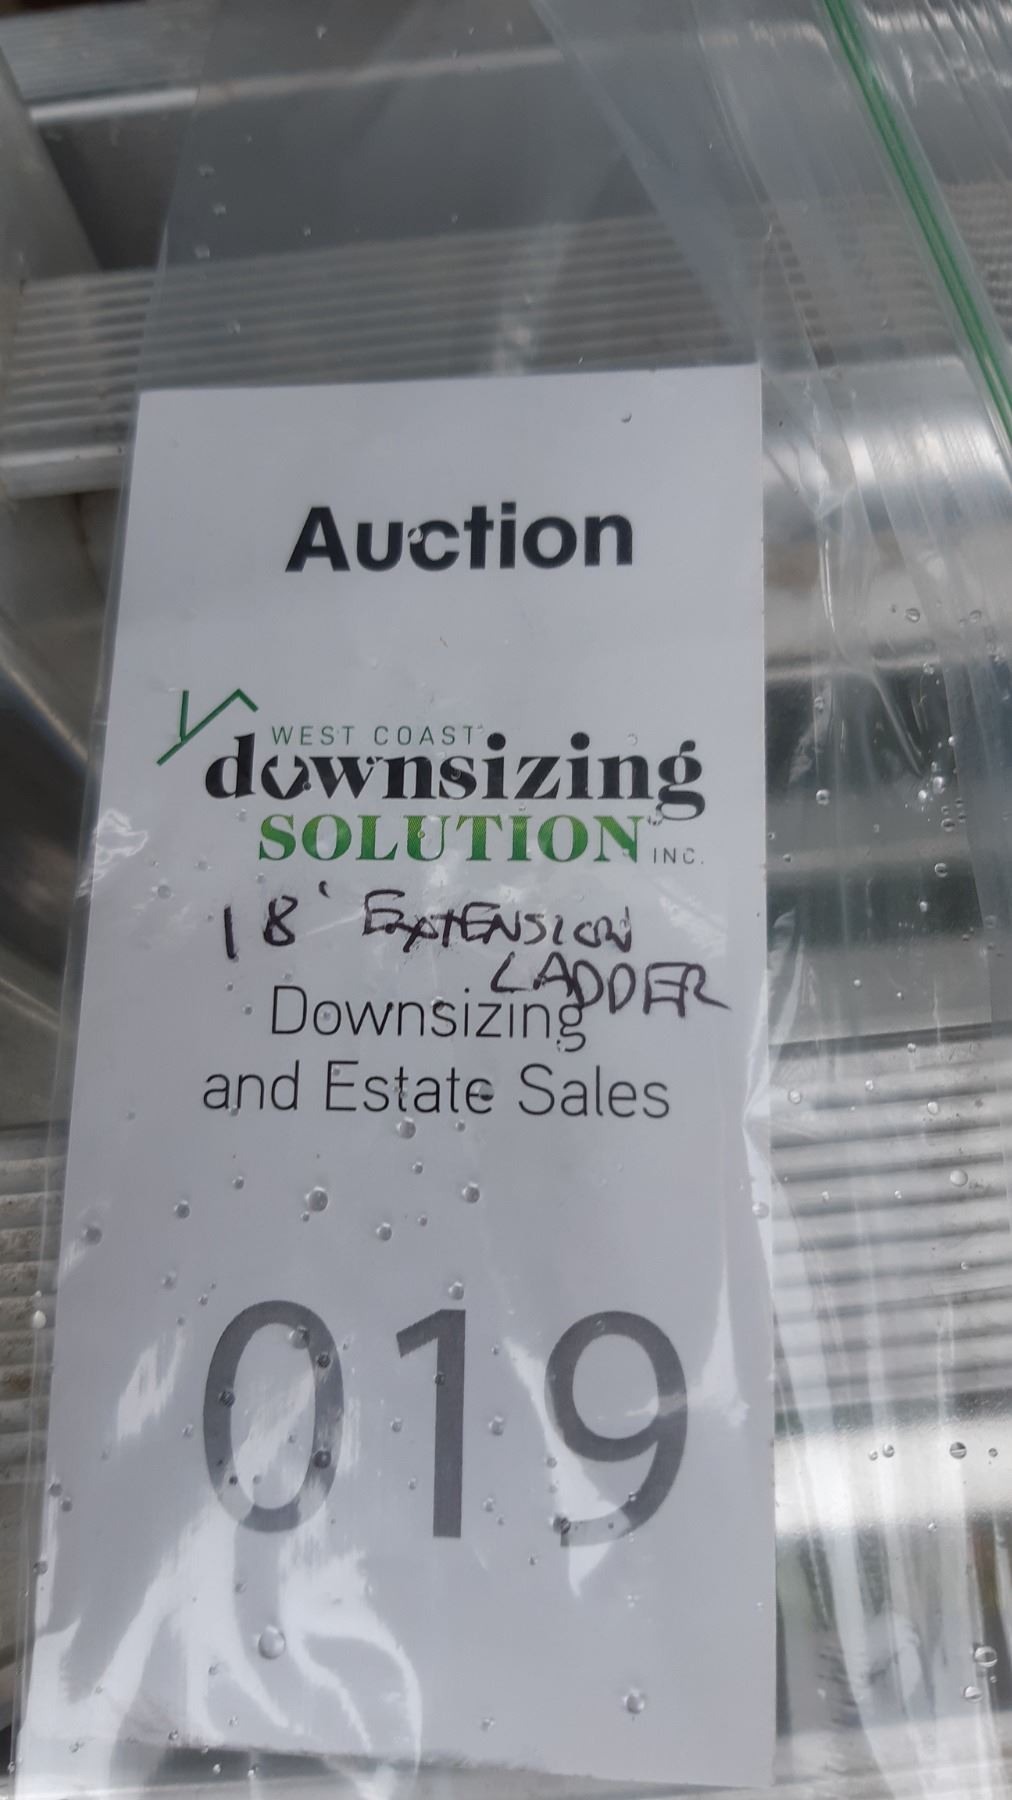 Auction
WEST COAST
downsizing
SOLUTION INC.
18' EXTENSION
LADDER
Downsizing
and Estate Sales
019